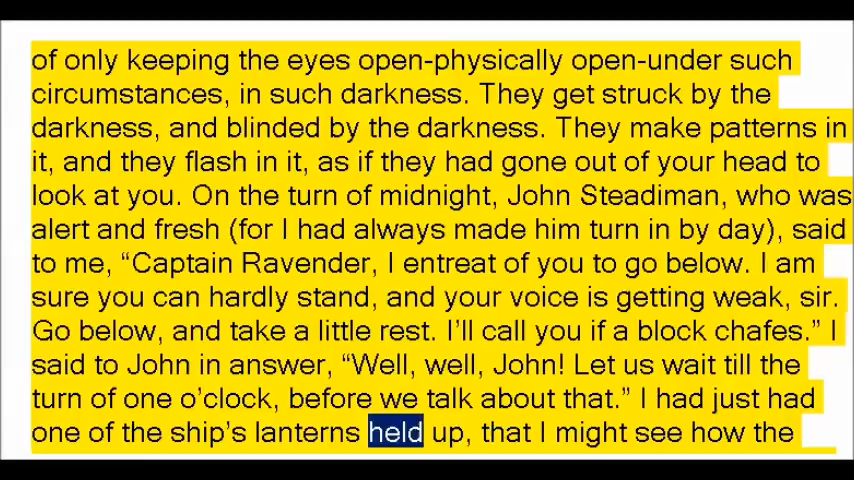 of only keeping the eyes open-physically open-under such
circumstances, in such darkness. They get struck by the
darkness, and blinded by the darkness. They make patterns in
it, and they flash in it, as if they had gone out of your head to
look at you. On the turn of midnight, John Steadiman, who was
alert and fresh (for I had always made him turn in by day), said
to me, “Captain Ravender, I entreat of you to go below. I am
sure you can hardly stand, and your voice is getting weak, sir.
Go below, and take a little rest. I’ll call you if a block chafes.” I
said to John in answer, “Well, well, John! Let us wait till the
turn of one o’clock, before we talk about that.” I had just had
one of the ship’s lanterns held up, that I might see how the